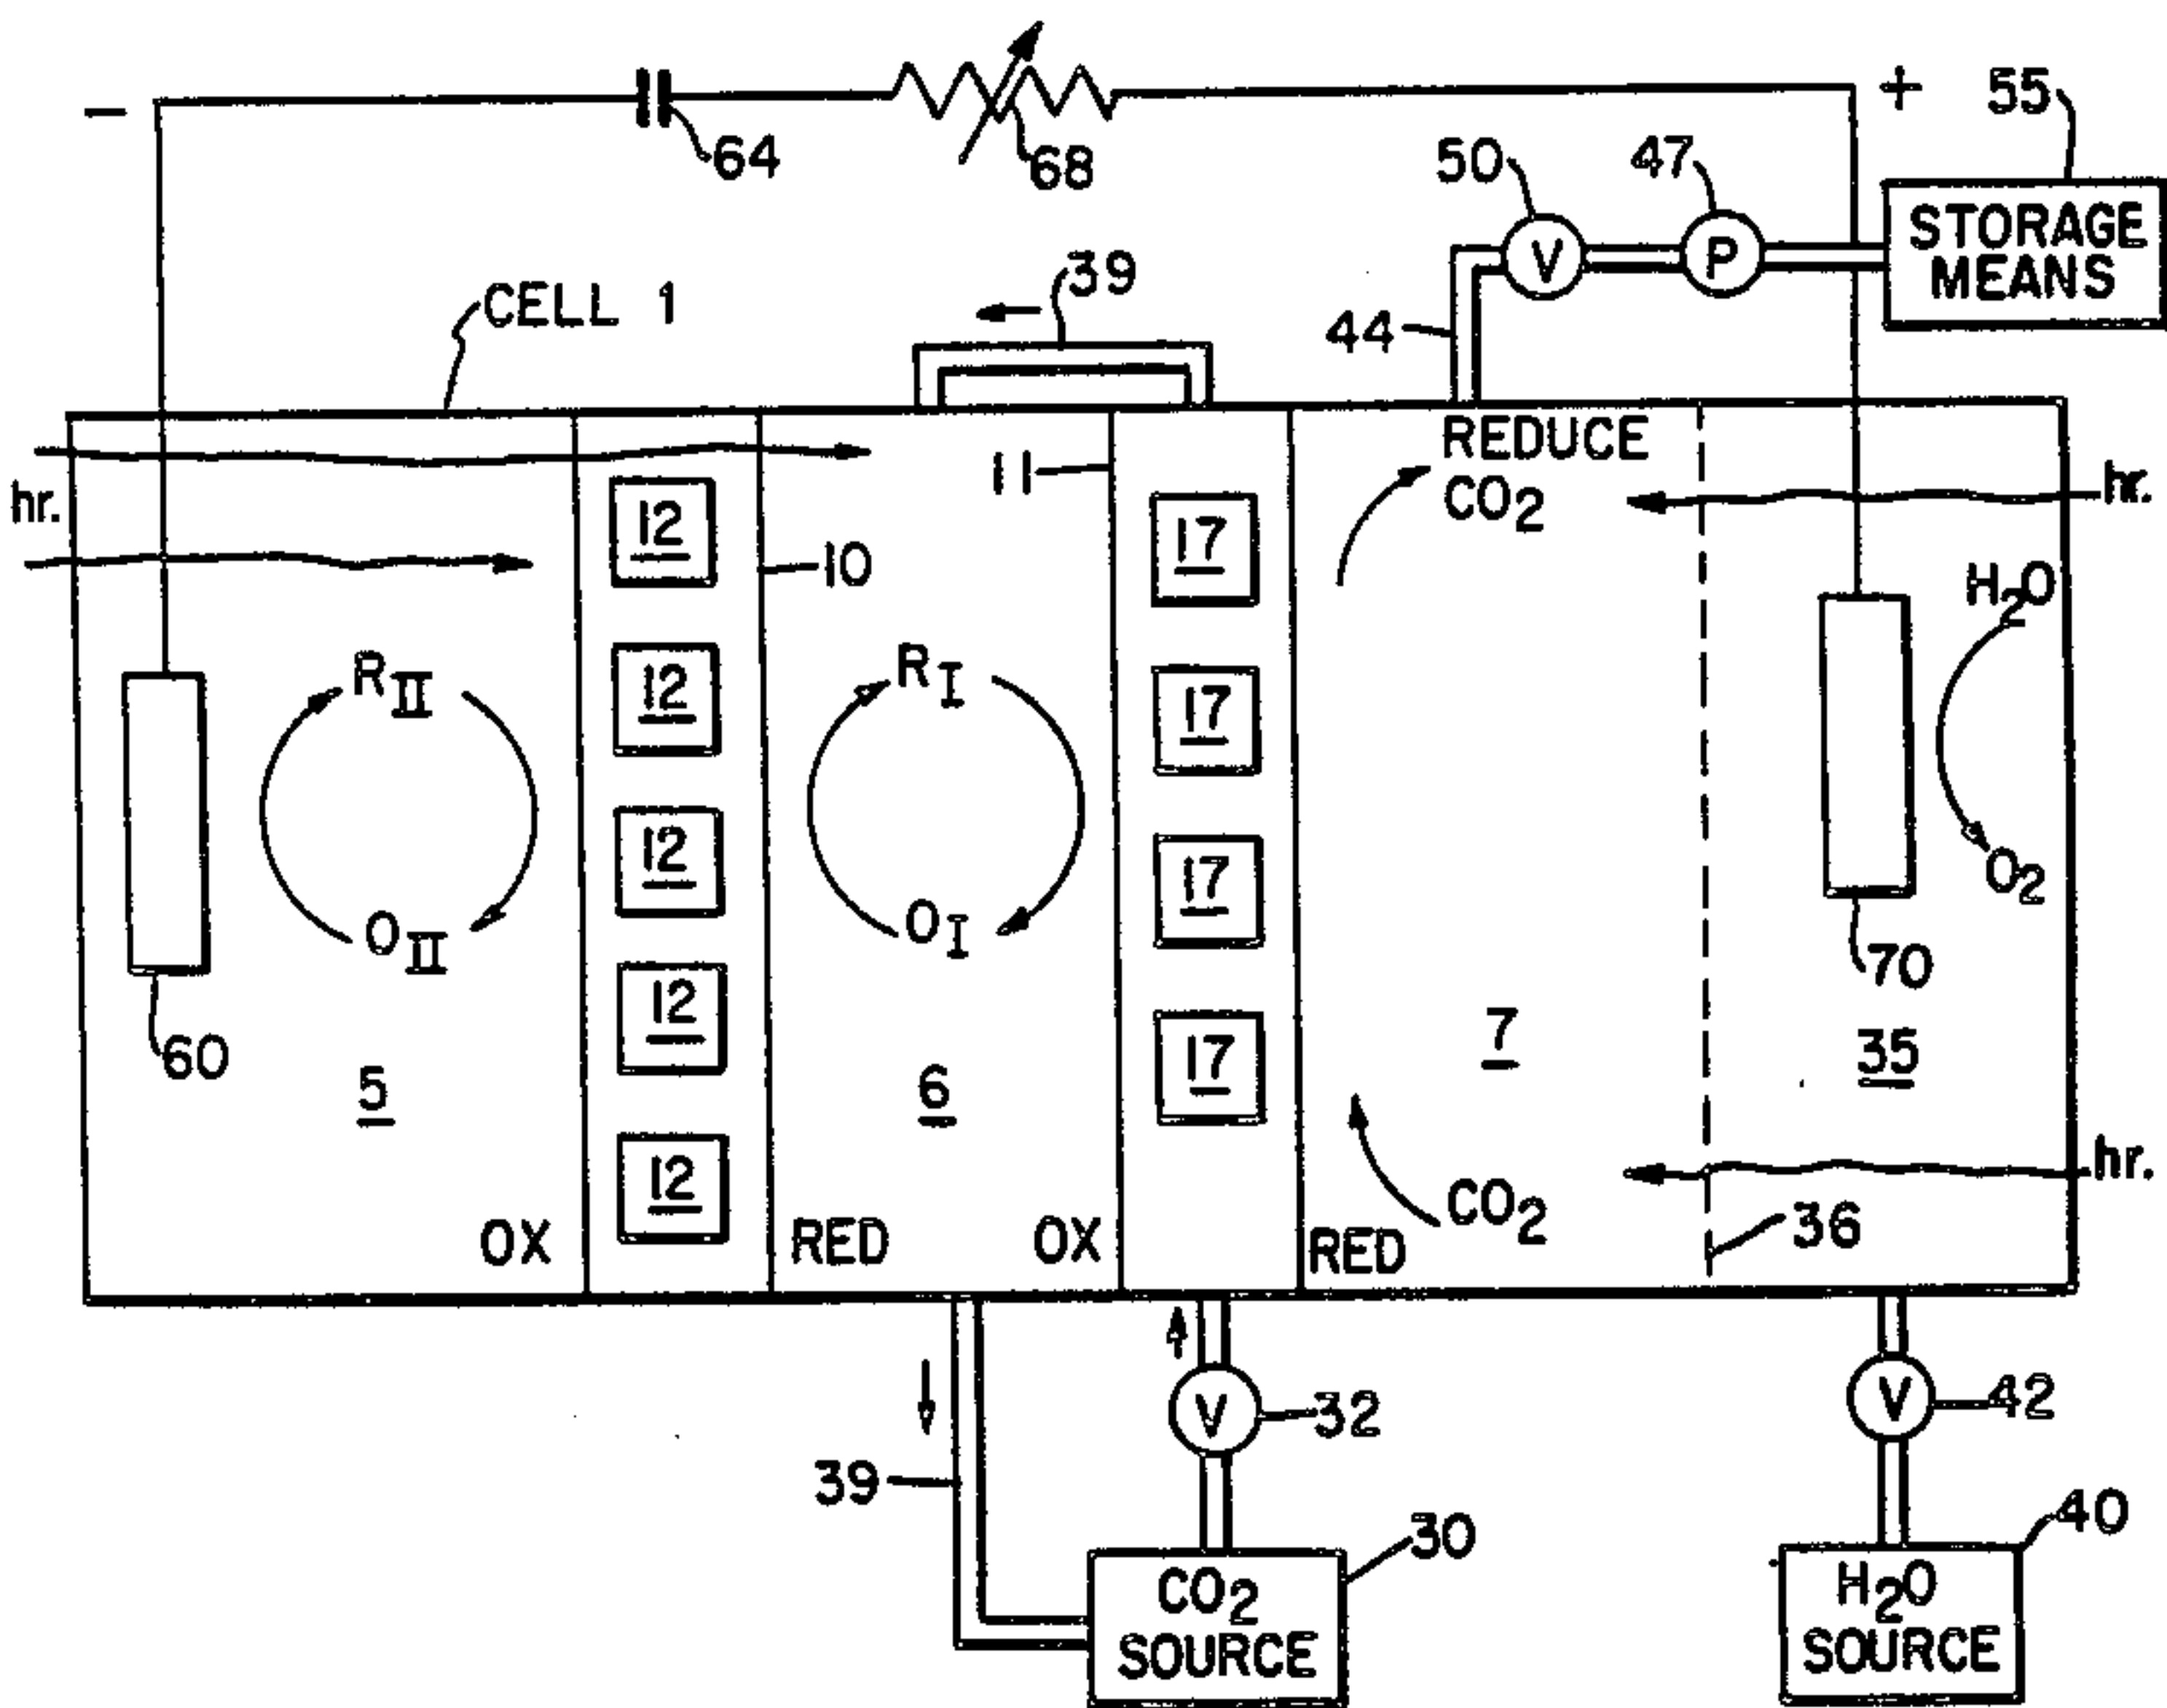 −
+
55
64
68
50
47
V
P
STORAGE
MEANS
39
CELL 1
44
REDUCE
CO2
11
hr.
hr.
12
17
10
H2O
RII
12
RI
17
12
17
OII
OI
O2
12
70
60
7
35
17
5
6
12
CO2
hr.
36
OX
RED
OX
RED
V
32
V
42
39
30
40
CO2
SOURCE
H2O
SOURCE